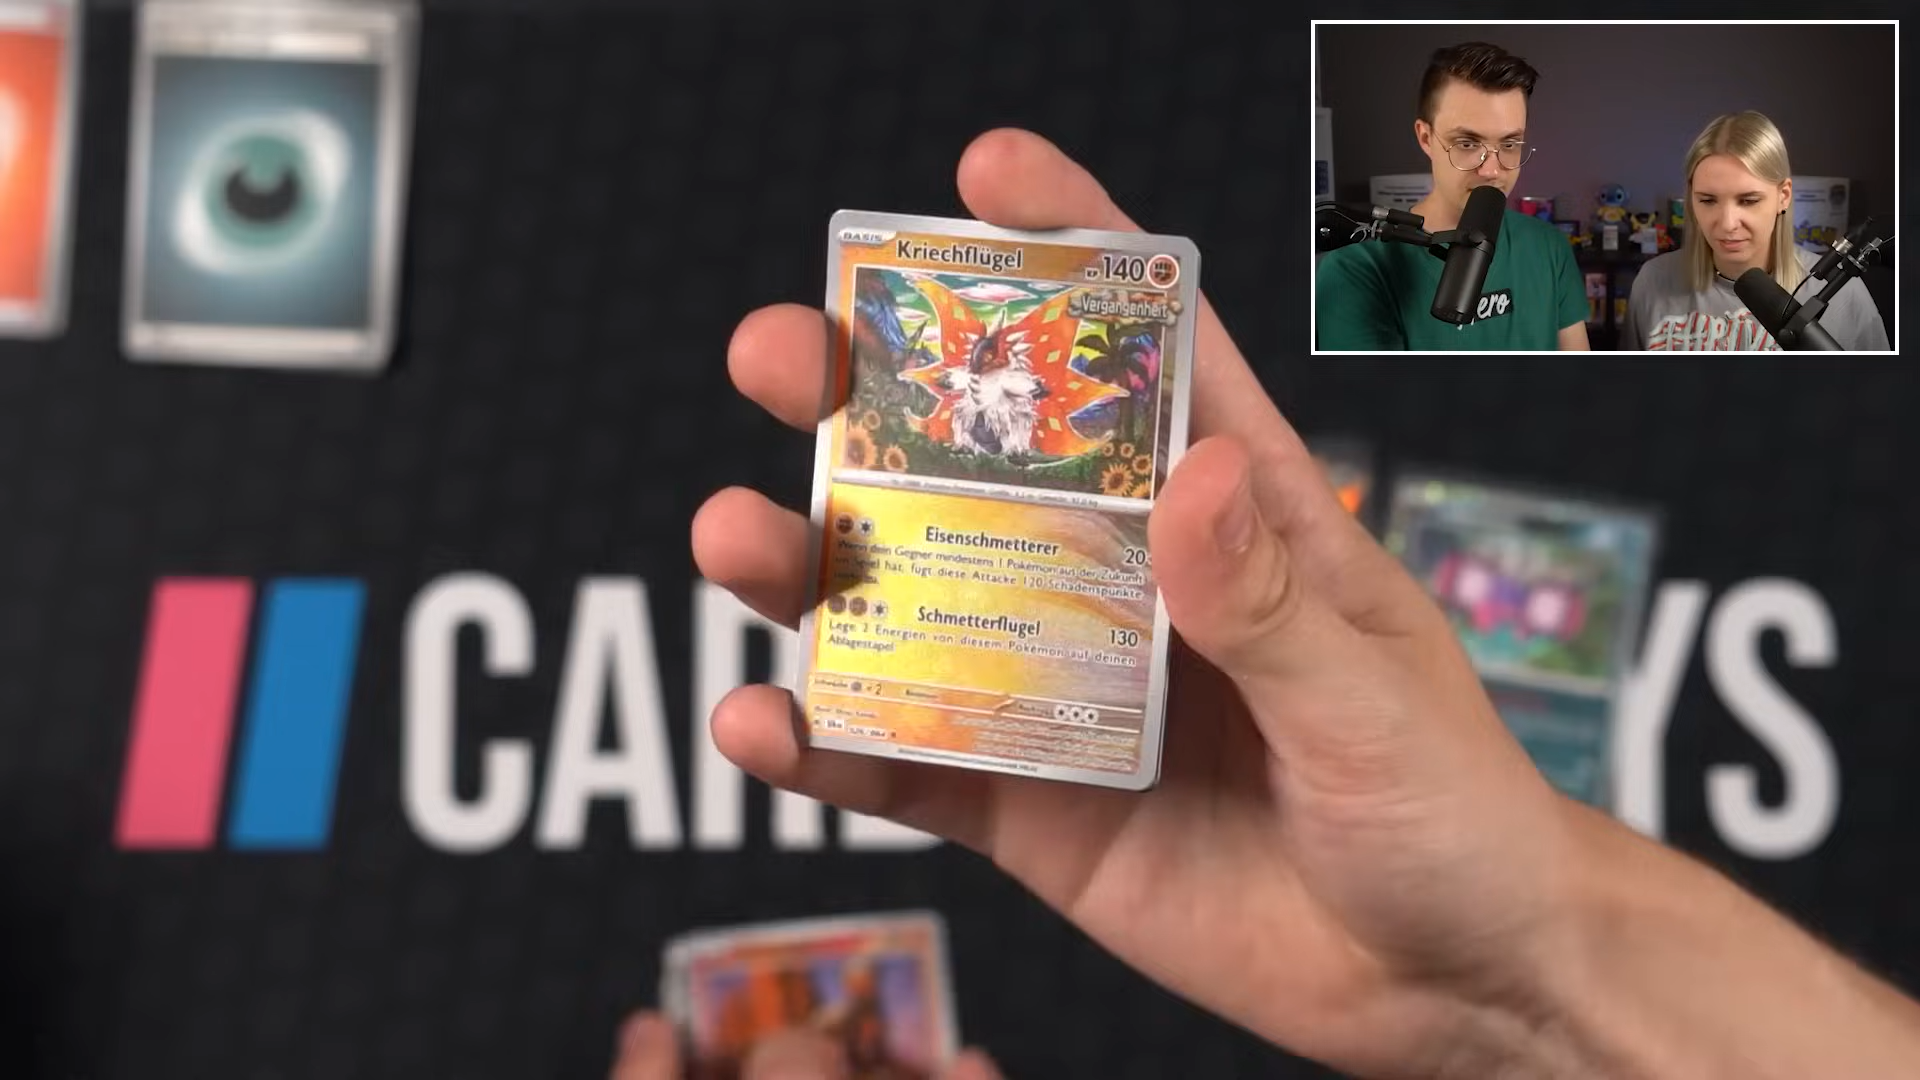 BASIS
Kriechflügel
KP 140
Vergangenheit
Eisenschmetterer
20+
Wenn dein Gegner mindestens 1 Pokémon aus der Zukunft
im Spiel hat, fügt diese Attacke 120 Schadenspunkte
Schmetterflügel
130
Lege 2 Energien von diesem Pokémon auf deinen
Ablagestapel
×2
CAR
YS
ero
THRIV